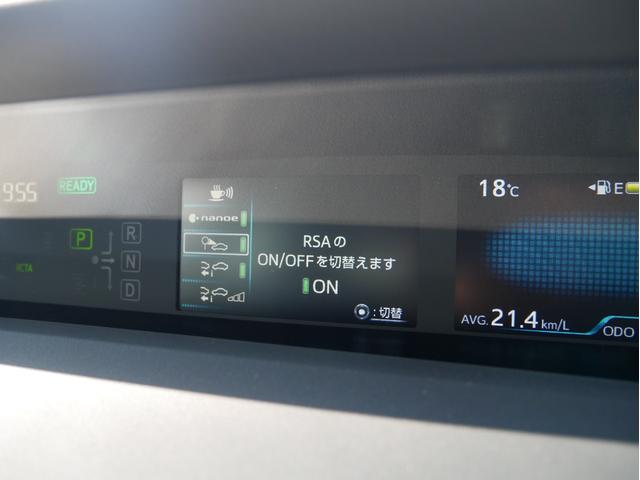 955
READY
P
R
N
D
RCTA
nanoe
RSAの
ON/OFFを切替えます
ON
:切替
18℃
E
AVG. 21.4 km/L
ODO